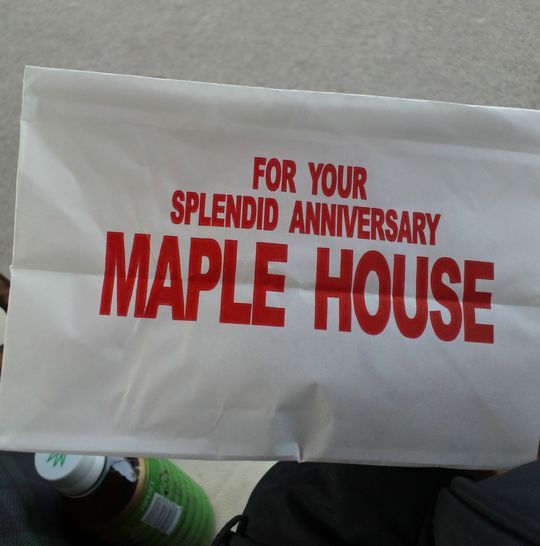 FOR YOUR
SPLENDID ANNIVERSARY
MAPLE HOUSE